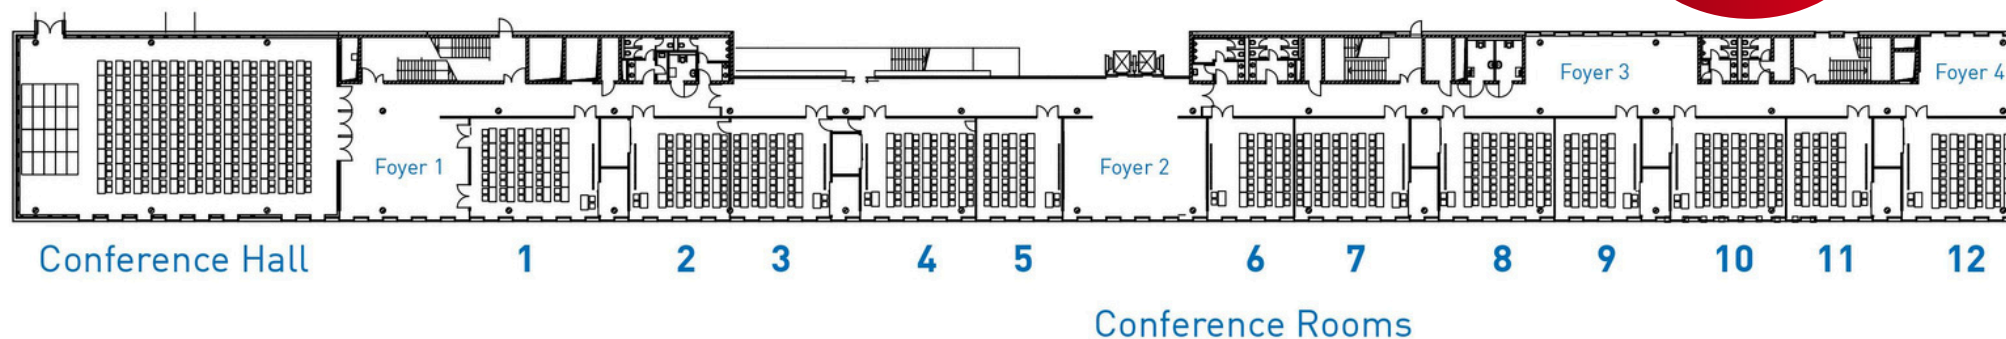 Foyer 3
Foyer 4
Foyer 1
Foyer 2
Conference Hall 1 2 3 4 5 6 7 8 9 10 11 12
Conference Rooms